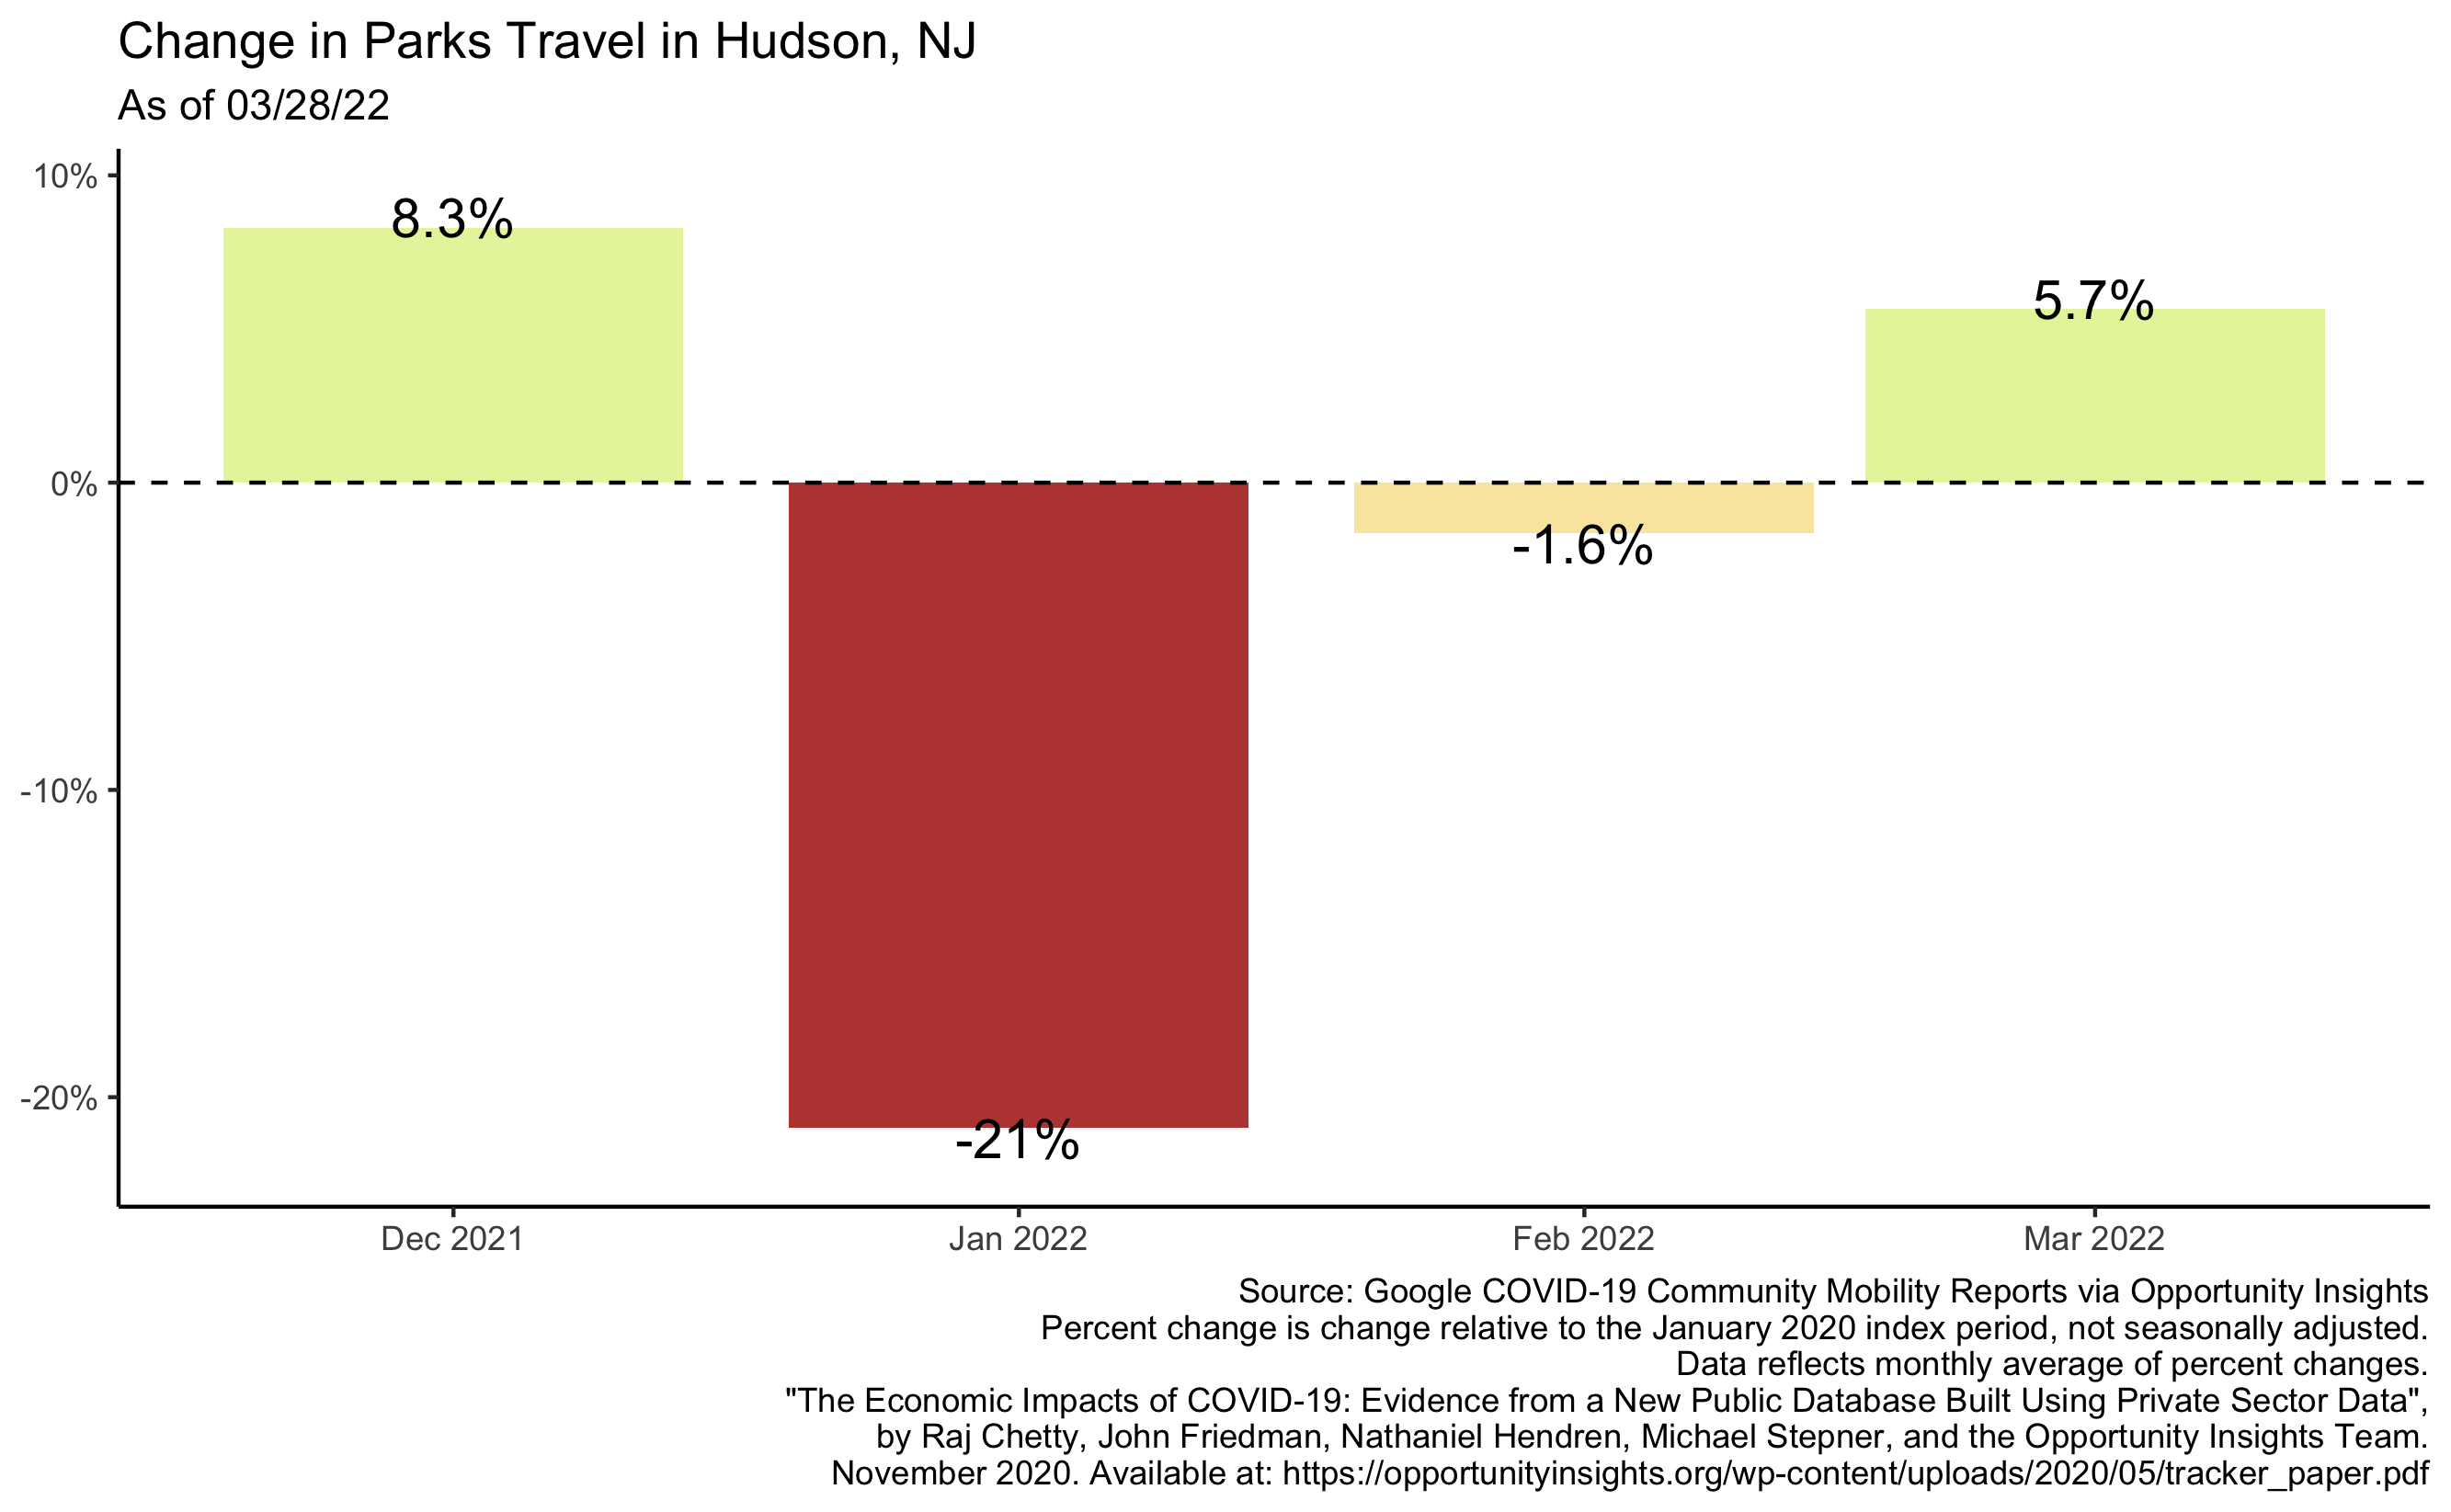 Change in Parks Travel in Hudson, NJ
As of 03/28/22
10%
0%
-10%
-20%
8.3%
-21%
-1.6%
5.7%
Dec 2021
Jan 2022
Feb 2022
Mar 2022
Source: Google COVID-19 Community Mobility Reports via Opportunity Insights
Percent change is change relative to the January 2020 index period, not seasonally adjusted.
Data reflects monthly average of percent changes.
"The Economic Impacts of COVID-19: Evidence from a New Public Database Built Using Private Sector Data",
by Raj Chetty, John Friedman, Nathaniel Hendren, Michael Stepner, and the Opportunity Insights Team.
November 2020. Available at: https://opportunityinsights.org/wp-content/uploads/2020/05/tracker_paper.pdf